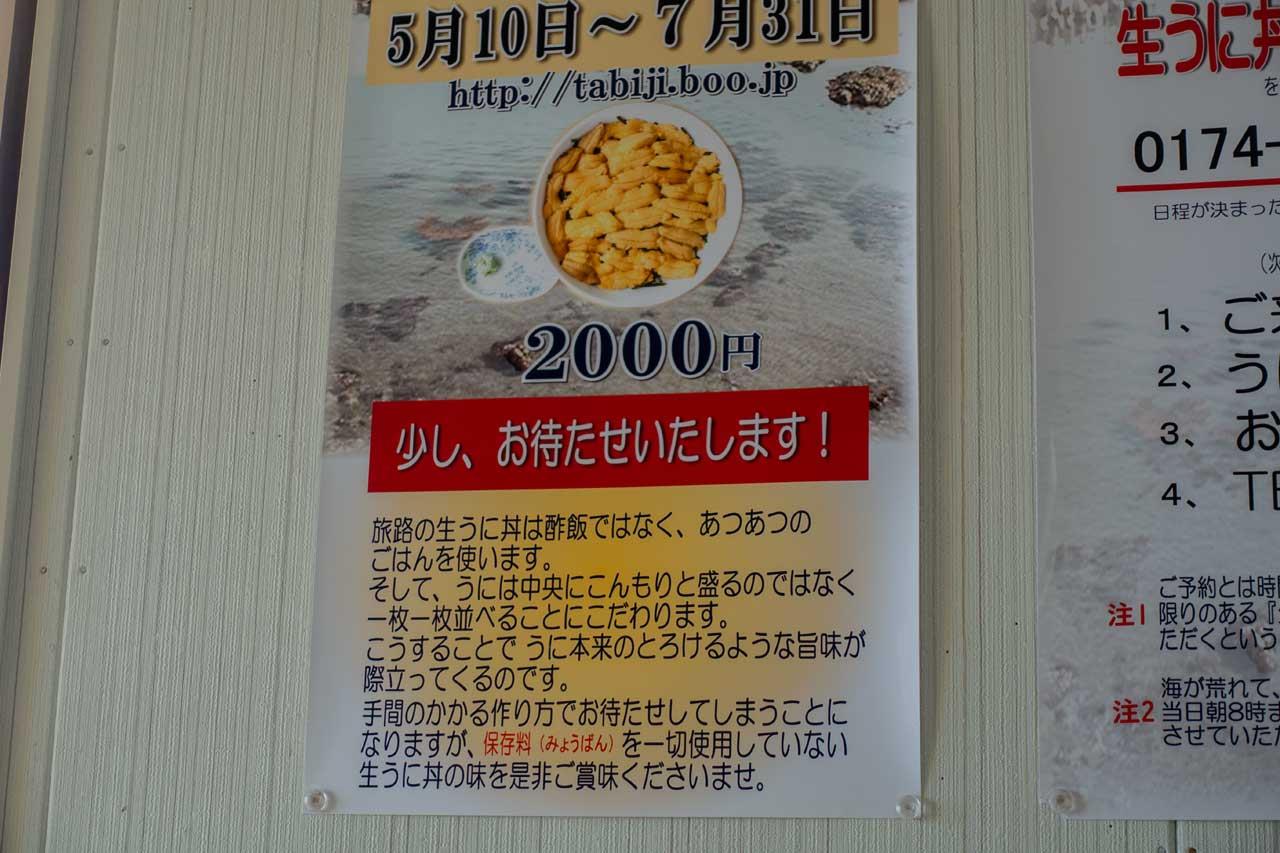 5月10日～7月31日
http://tabiji.boo.jp
2000円
少し、お待たせいたします！
旅路の生うに丼は酢飯ではなく、あつあつの
ごはんを使います。
そして、うには中央にこんもりと盛るのではなく
一枚一枚並べることにこだわります。
こうすることで うに本来のとろけるような旨味が
際立ってくるのです。
手間のかかる作り方でお待たせしてしまうことに
なりますが、保存料（みょうばん）を一切使用していない
生うに丼の味を是非ご賞味くださいませ。
生うに丼
を
0174-
日程が決まった
（次
1、ご来
2、うに
3、お
4、TE
ご予約とは時間
注1 限りのある『
ただくという
海が荒れて、
注2 当日朝8時ま
させていただ